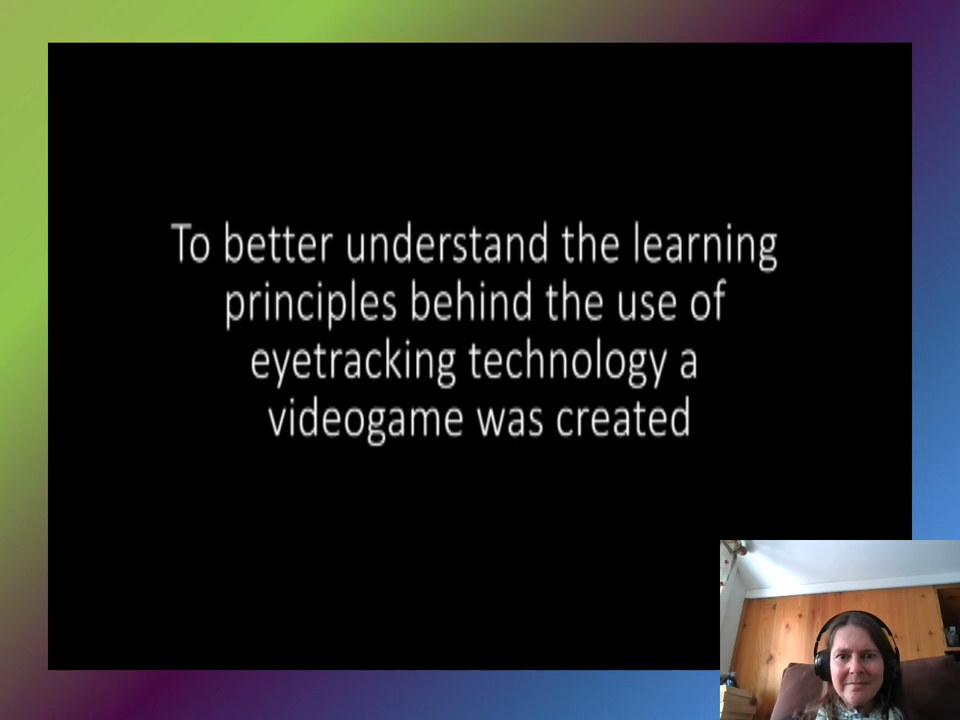 To better understand the learning
principles behind the use of
eyetracking technology a
videogame was created